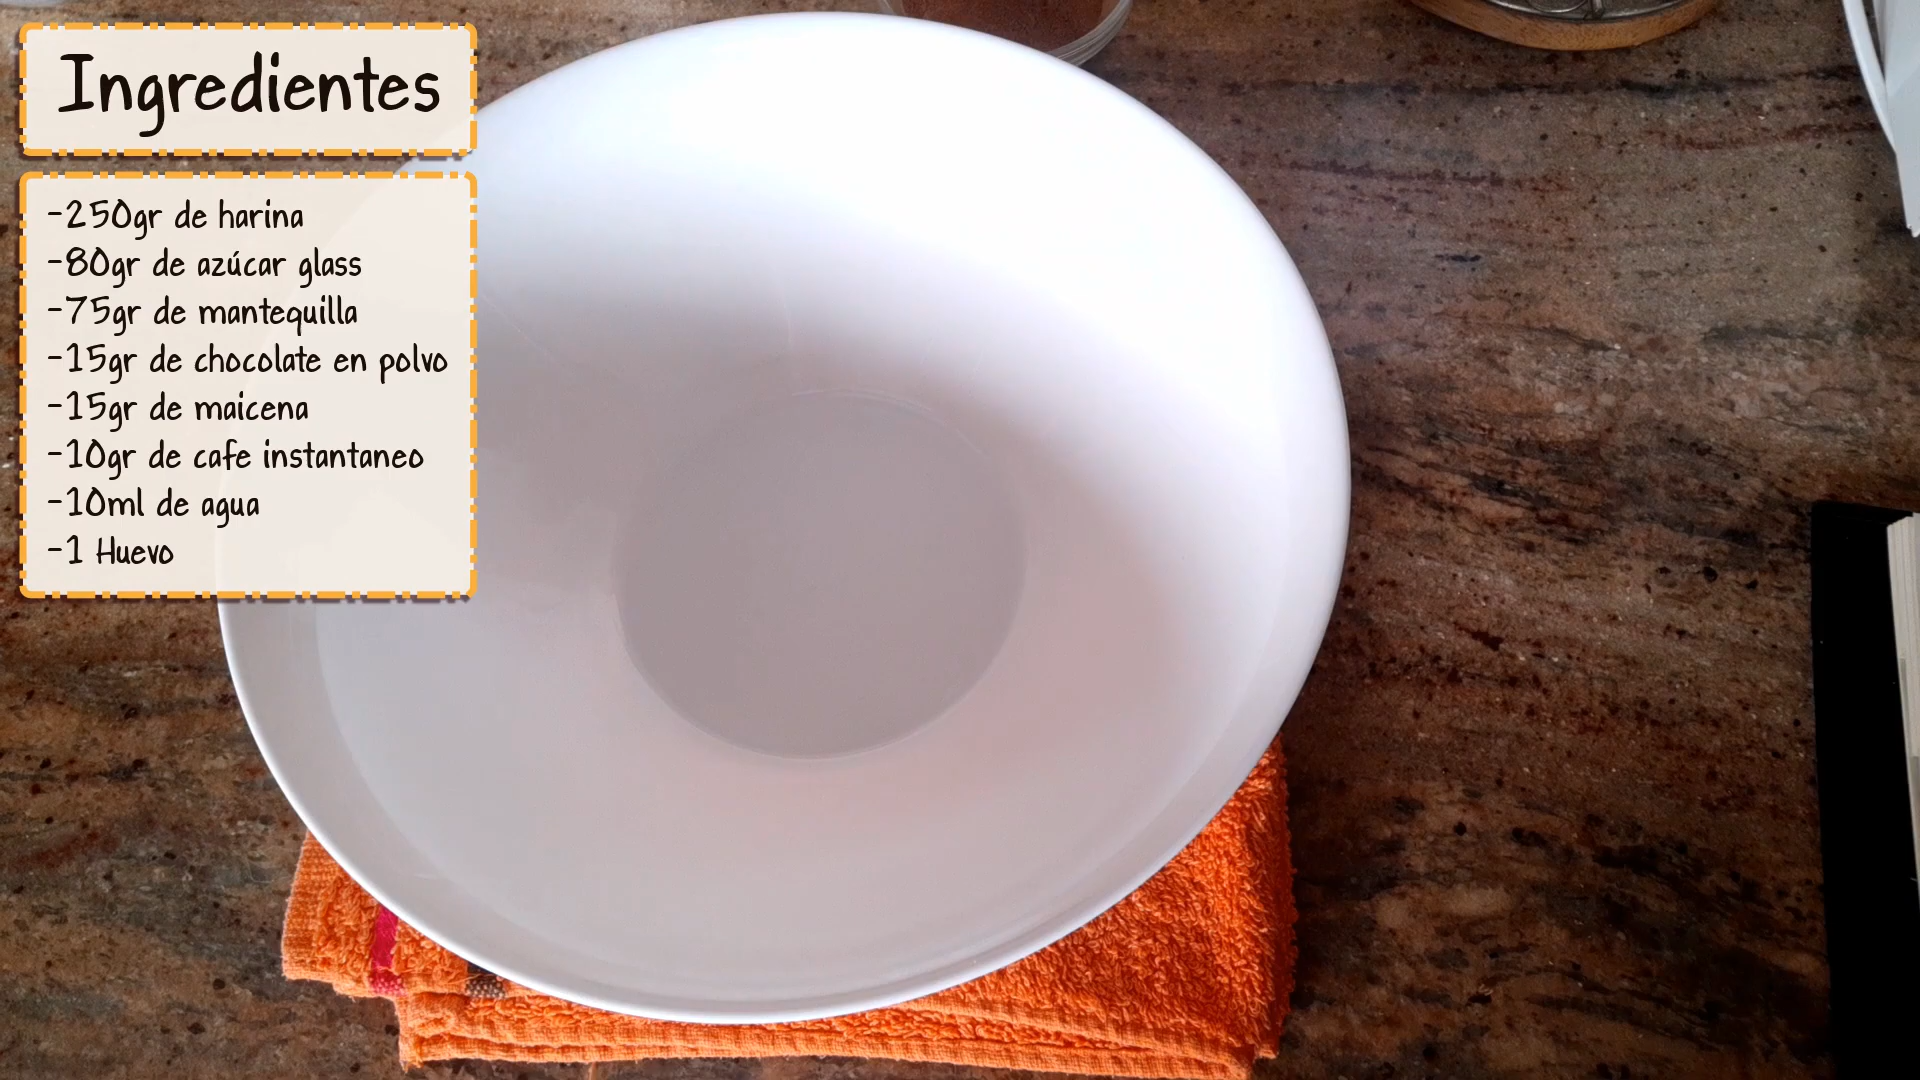 Ingredientes
-250gr de harina
-80gr de azúcar glass
-75gr de mantequilla
-15gr de chocolate en polvo
-15gr de maicena
-10gr de cafe instantaneo
-10ml de agua
-1 Huevo